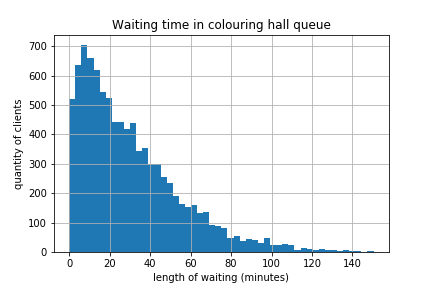 Waiting time in colouring hall queue
quantity of clients
700
600
500
400
300
200
100
0
0 20 40 60 80 100 120 140
length of waiting (minutes)